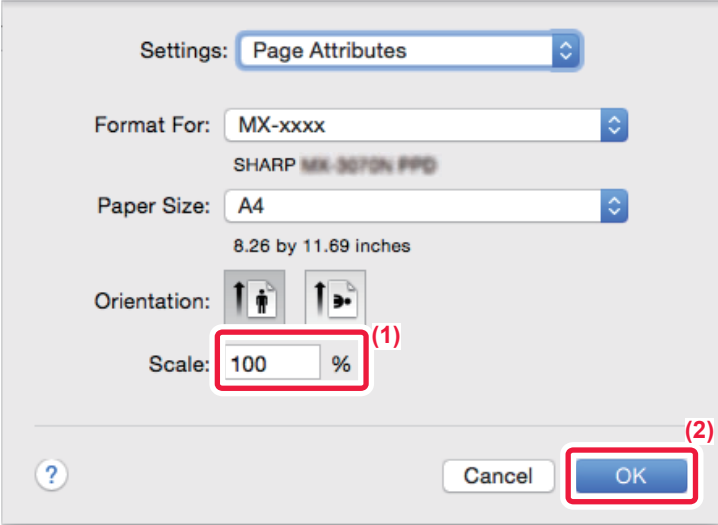 Settings: Page Attributes
Format For: MX-xxxx
SHARP
Paper Size: A4
8.26 by 11.69 inches
Orientation:
(1)
Scale: 100 %
(2)
? Cancel OK